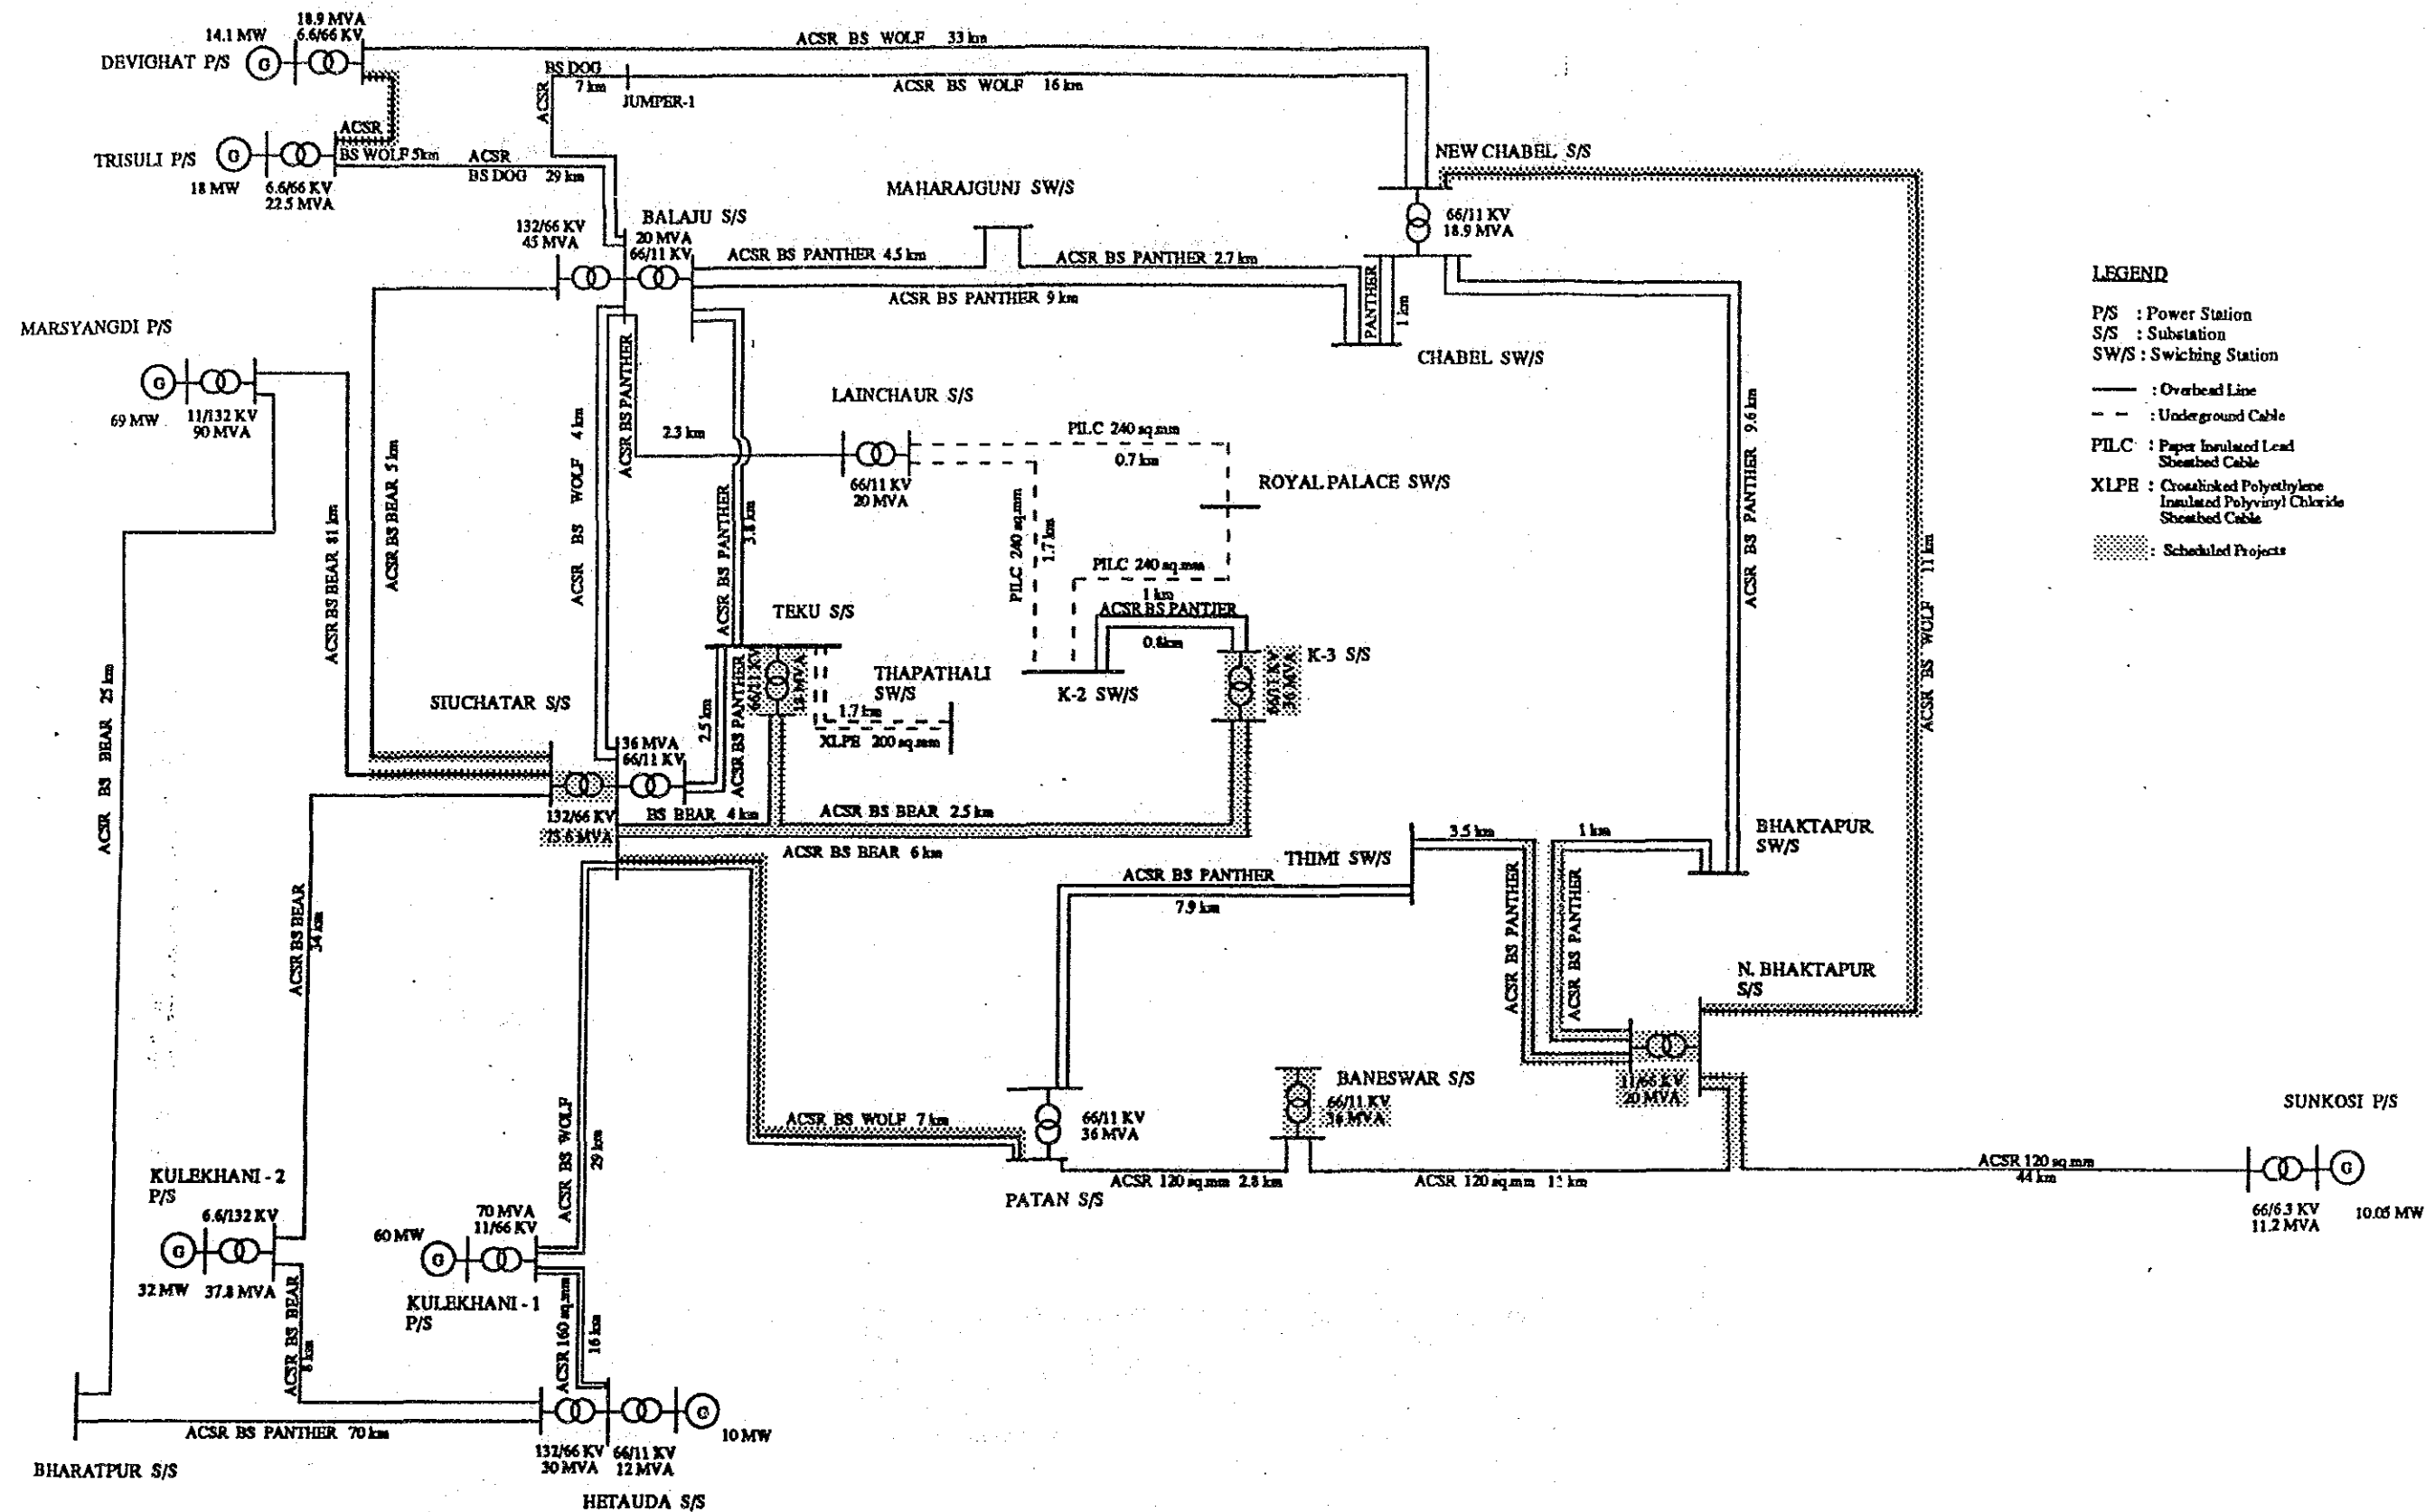 18.9 MVA
6.6/66 KV
14.1 MW
DEVIGHAT P/S
G
ACSR BS WOLF 33 km
BS DOG
7 km
JUMPER-1
ACSR BS WOLF 16 km
ACSR
ACSR
BS WOLF 5km
ACSR
BS DOG 29 km
TRISULI P/S
G
18 MW
6.6/66 KV
22.5 MVA
NEW CHABEL S/S
66/11 KV
18.9 MVA
MAHARAJGUNJ SW/S
BALAJU S/S
132/66 KV
45 MVA
20 MVA
66/11 KV
ACSR BS PANTHER 4.5 km
ACSR BS PANTHER 2.7 km
ACSR BS PANTHER 9 km
PANTHER
1 km
CHABEL SW/S
LEGEND
P/S : Power Station
S/S : Substation
SW/S : Swiching Station
: Overhead Line
: Underground Cable
PILC : Paper Insulated Lead
Sheathed Cable
XLPE : Crosslinked Polyethylene
Insulated Polyvinyl Chloride
Sheathed Cable
: Scheduled Projects
MARSYANGDI P/S
G
69 MW
11/132 KV
90 MVA
ACSR BS BEAR 81 km
ACSR BS BEAR 5 km
ACSR BS WOLF 4 km
ACSR BS PANTHER
2.3 km
LAINCHAUR S/S
66/11 KV
20 MVA
PILC 240 sq.mm
0.7 km
ROYAL PALACE SW/S
PILC 240 sq.mm
1.7 km
PILC 240 sq.mm
1 km
ACSR BS PANTHER
3.8 km
ACSR BS PANTJER
0.8km
K-2 SW/S
K-3 S/S
66/11 KV
36 MVA
ACSR BS PANTHER 9.6 km
ACSR BS WOLF 11 km
TEKU S/S
66/11 KV
18 MVA
THAPATHALI
SW/S
1.7 km
XLPE 200 sq.mm
ACSR BS PANTHER
2.5 km
SIUCHATAR S/S
36 MVA
66/11 KV
132/66 KV
75.6 MVA
BS BEAR 4 km
ACSR BS BEAR 2.5 km
ACSR BS BEAR 6 km
ACSR BS BEAR 25 km
ACSR BS BEAR
34 km
THIMI SW/S
3.5 km
1 km
BHAKTAPUR
SW/S
ACSR BS PANTHER
7.9 km
ACSR BS PANTHER
ACSR BS PANTHER
N. BHAKTAPUR
S/S
11/66 KV
20 MVA
BANESWAR S/S
66/11 KV
36 MVA
ACSR BS WOLF 7 km
66/11 KV
36 MVA
PATAN S/S
ACSR 120 sq.mm 2.8 km
ACSR 120 sq.mm
ACSR 120 sq.mm
44 km
SUNKOSI P/S
G
66/6.3 KV
11.2 MVA
10.05 MW
ACSR BS WOLF
29 km
KULEKHANI - 2
P/S
6.6/132 KV
G
32 MW
37.8 MVA
70 MVA
11/66 KV
60 MW
G
KULEKHANI - 1
P/S
ACSR BS BEAR
8 km
ACSR 160 sq.mm
16 km
ACSR BS PANTHER 70 km
BHARATPUR S/S
132/66 KV
30 MVA
66/11 KV
12 MVA
G
10 MW
HETAUDA S/S